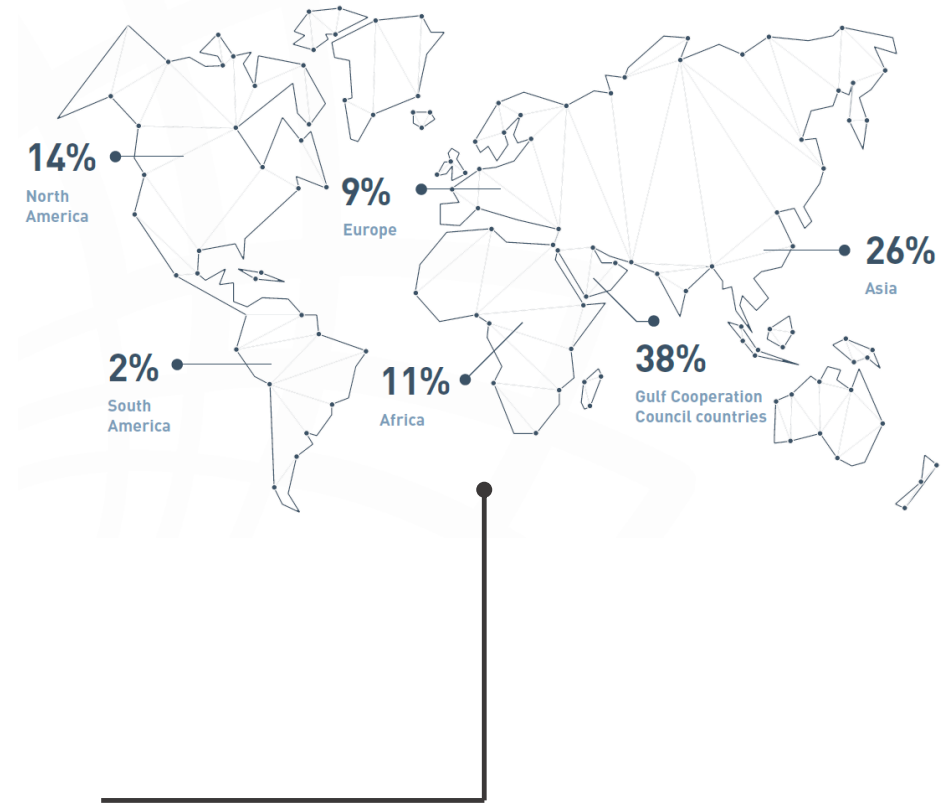 14%
North
America
9%
Europe
26%
Asia
2%
South
America
11%
Africa
38%
Gulf Cooperation
Council countries